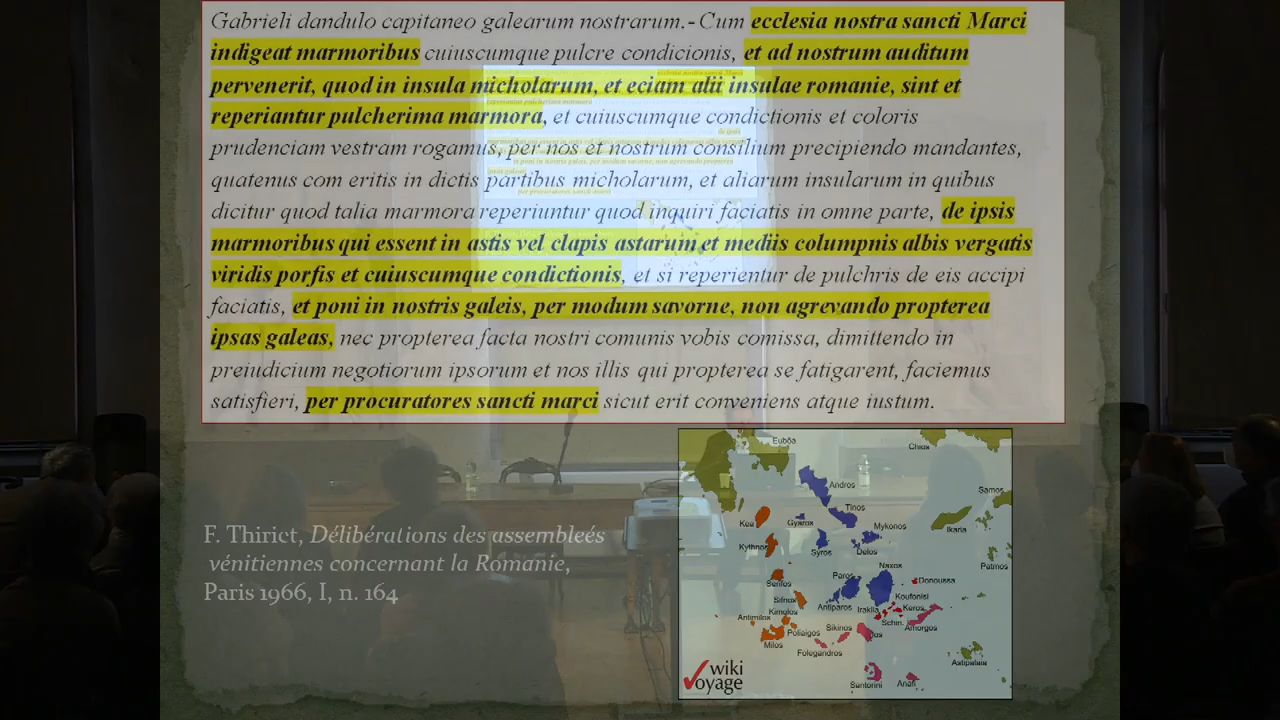 Gabrieli dandulo capitaneo galearum nostrarum.- Cum ecclesia nostra sancti Marci
indigeat marmoribus cuiuscumque pulcre condicionis, et ad nostrum auditum
pervenerit, quod in insula micholarum, et eciam alii insulae romanie, sint et
reperiantur pulcherima marmora, et cuiuscumque condictionis et coloris
prudenciam vestram rogamus, per nos et nostrum consilium precipiendo mandantes,
quatenus com eritis in dictis partibus micholarum, et aliarum insularum in quibus
dicitur quod talia marmora reperiuntur quod inquiri faciatis in omne parte, de ipsis
marmoribus qui essent in astis vel clapis astarum et mediis columpnis albis vergatis
viridis porfis et cuiuscumque condictionis, et si reperientur de pulchris de eis accipi
faciatis, et poni in nostris galeis, per modum savorne, non agrevando propterea
ipsas galeas, nec propterea facta nostri comunis vobis comissa, dimittendo in
preiudicium negotiorum ipsorum et nos illis qui propterea se fatigarent, faciemus
satisfieri, per procuratores sancti marci sicut erit conveniens atque iustum.
F. Thirict, Délibérations des assembleés
vénitiennes concernant la Romanie,
Paris 1966, I, n. 164
Eubòa
Chios
Andros
Samos
Tinos
Kea
Gyaros
Mykonos
Ikaria
Kythnos
Syros
Delos
Patmos
Naxos
Serifos
Paros
Donoussa
Sifnos
Koufonisi
Antiparos
Iraklia
Keros
Kimolos
Antimilos
Schin.
Amorgos
Sikinos
Ios
Poliaigos
Milos
Folegandros
Astipalaia
wiki
voyage
Santorini
Anafi